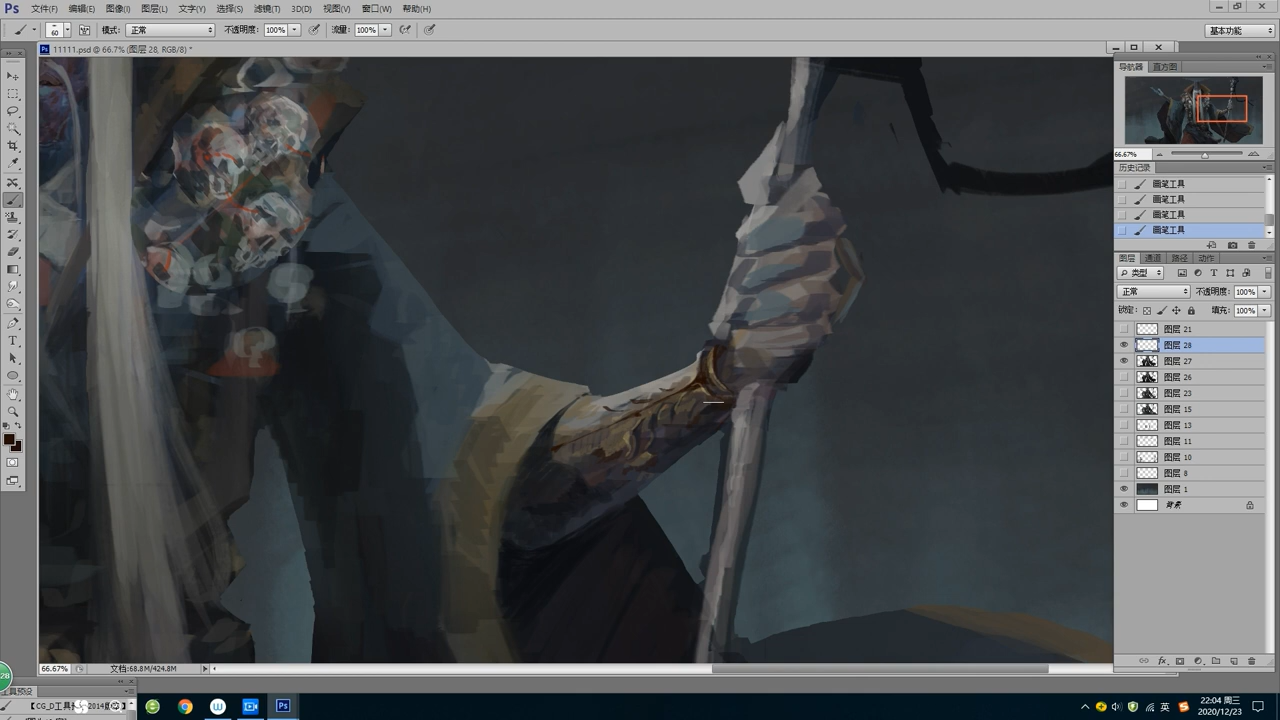 Ps 文件(F) 编辑(E) 图像(I) 图层(L) 文字(Y) 选择(S) 滤镜(T) 3D(D) 视图(V) 窗口(W) 帮助(H)
60 模式: 正常 不透明度: 100% 流量: 100% 基本功能
11111.psd @ 66.7% (图层 28, RGB/8) *
导航器 直方图
66.67%
历史记录
画笔工具
画笔工具
画笔工具
画笔工具
图层 通道 路径 动作
类型
正常 不透明度: 100%
锁定: 填充: 100%
图层 21
图层 28
图层 27
图层 26
图层 23
图层 15
图层 13
图层 11
图层 10
图层 8
图层 1
背景
66.67% 文档:68.8M/424.8M
28
工具预设
英
22:04 周三
2020/12/23